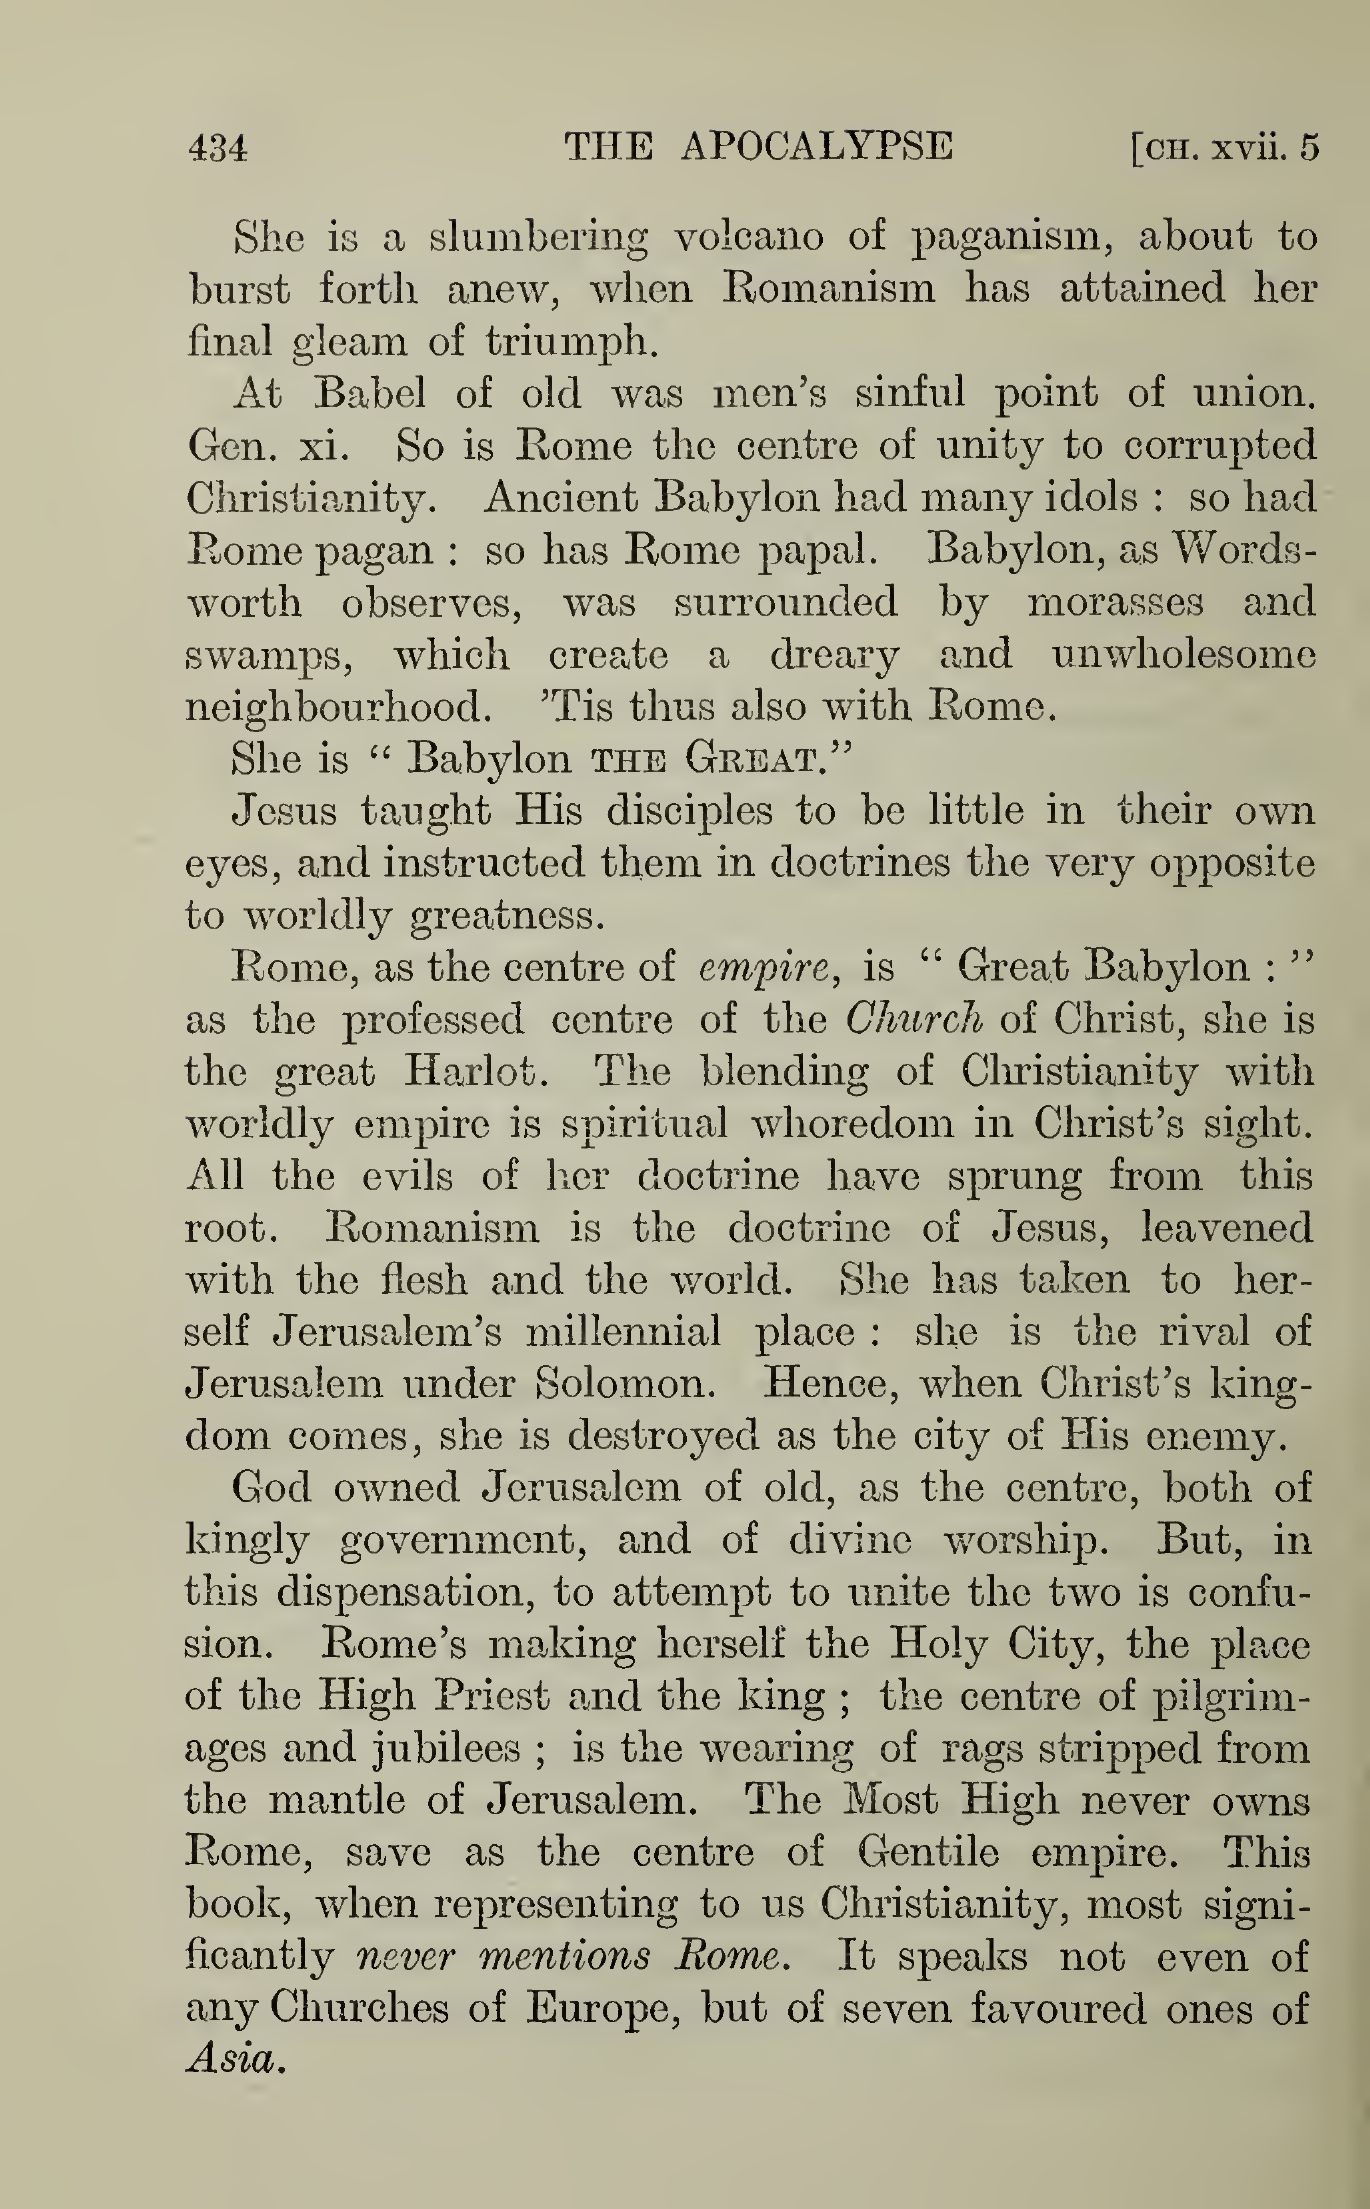 434 THE APOCALYPSE [CH. xvii. 5
She is a slumbering volcano of paganism, about to
burst forth anew, when Romanism has attained her
final gleam of triumph.
At Babel of old was men's sinful point of union.
Gen. xi. So is Rome the centre of unity to corrupted
Christianity. Ancient Babylon had many idols : so had
Rome pagan : so has Rome papal. Babylon, as Words-
worth observes, was surrounded by morasses and
swamps, which create a dreary and unwholesome
neighbourhood. 'Tis thus also with Rome.
She is “ Babylon THE GREAT.”
Jesus taught His disciples to be little in their own
eyes, and instructed them in doctrines the very opposite
to worldly greatness.
Rome, as the centre of empire, is “ Great Babylon : ”
as the professed centre of the Church of Christ, she is
the great Harlot. The blending of Christianity with
worldly empire is spiritual whoredom in Christ's sight.
All the evils of her doctrine have sprung from this
root. Romanism is the doctrine of Jesus, leavened
with the flesh and the world. She has taken to her-
self Jerusalem's millennial place : she is the rival of
Jerusalem under Solomon. Hence, when Christ's king-
dom comes, she is destroyed as the city of His enemy.
God owned Jerusalem of old, as the centre, both of
kingly government, and of divine worship. But, in
this dispensation, to attempt to unite the two is confu-
sion. Rome's making herself the Holy City, the place
of the High Priest and the king ; the centre of pilgrim-
ages and jubilees ; is the wearing of rags stripped from
the mantle of Jerusalem. The Most High never owns
Rome, save as the centre of Gentile empire. This
book, when representing to us Christianity, most signi-
ficantly never mentions Rome. It speaks not even of
any Churches of Europe, but of seven favoured ones of
Asia.